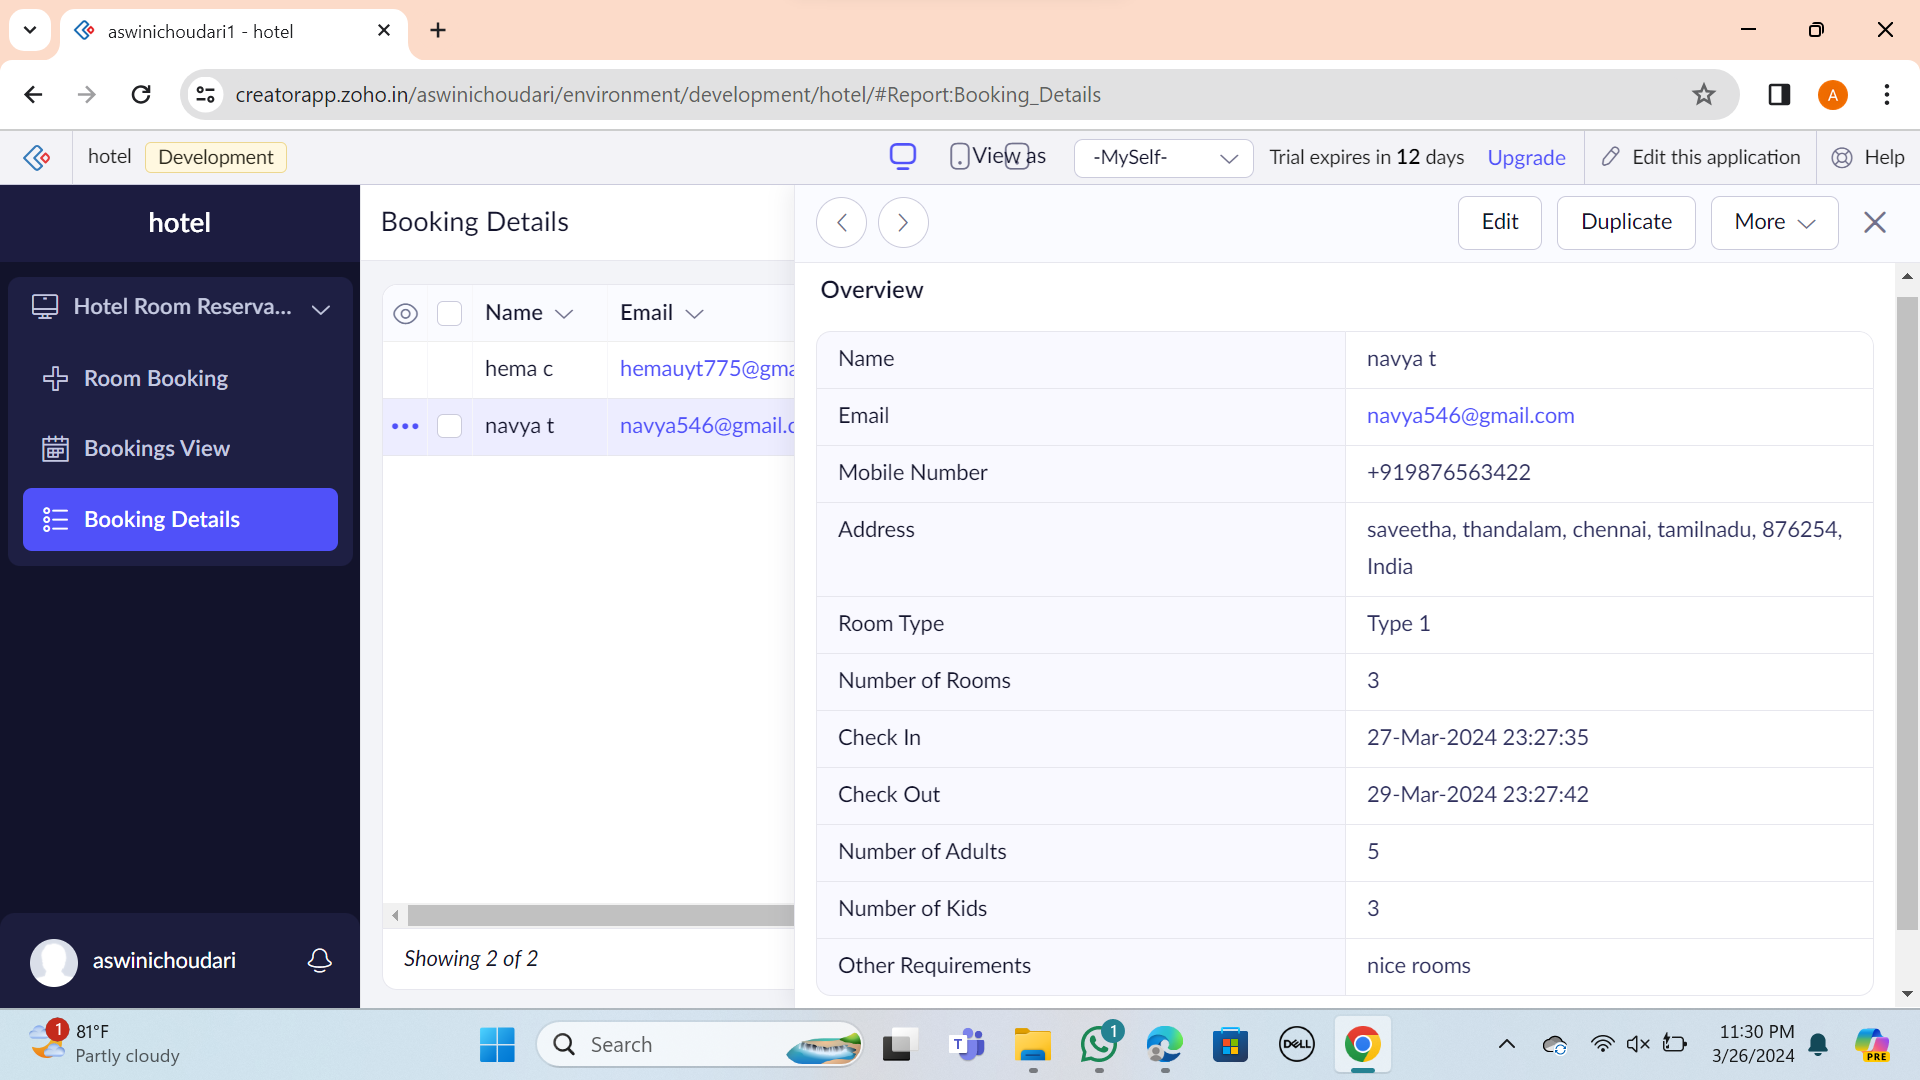 aswinichoudari1 - hotel
creatorapp.zoho.in/aswinichoudari/environment/development/hotel/#Report:Booking_Details
A
hotel
Development
View as
-MySelf-
Trial expires in 12 days
Upgrade
Edit this application
Help
hotel
Hotel Room Reserva...
Room Booking
Bookings View
Booking Details
aswinichoudari
Booking Details
Name
Email
hema c
hemauyt775@gma
navya t
navya546@gmail.c
Showing 2 of 2
Edit
Duplicate
More
Overview
Name
navya t
Email
navya546@gmail.com
Mobile Number
+919876563422
Address
saveetha, thandalam, chennai, tamilnadu, 876254,
India
Room Type
Type 1
Number of Rooms
3
Check In
27-Mar-2024 23:27:35
Check Out
29-Mar-2024 23:27:42
Number of Adults
5
Number of Kids
3
Other Requirements
nice rooms
1
81°F
Partly cloudy
Search
T
1
DELL
11:30 PM
3/26/2024
PRE